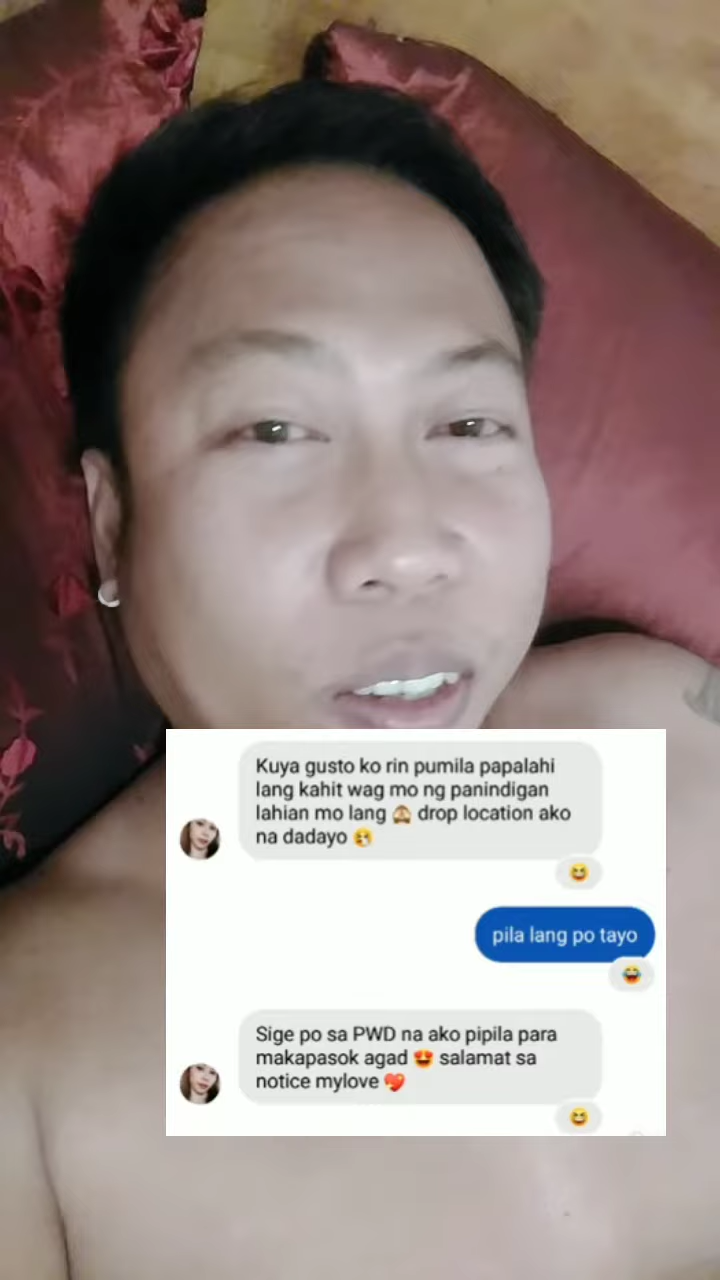 Kuya gusto ko rin pumila papalahi
lang kahit wag mo ng panindigan
lahian mo lang 🙈 drop location ako
na dadayo 🤧
pila lang po tayo
Sige po sa PWD na ako pipila para
makapasok agad 😍 salamat sa
notice mylove 💖